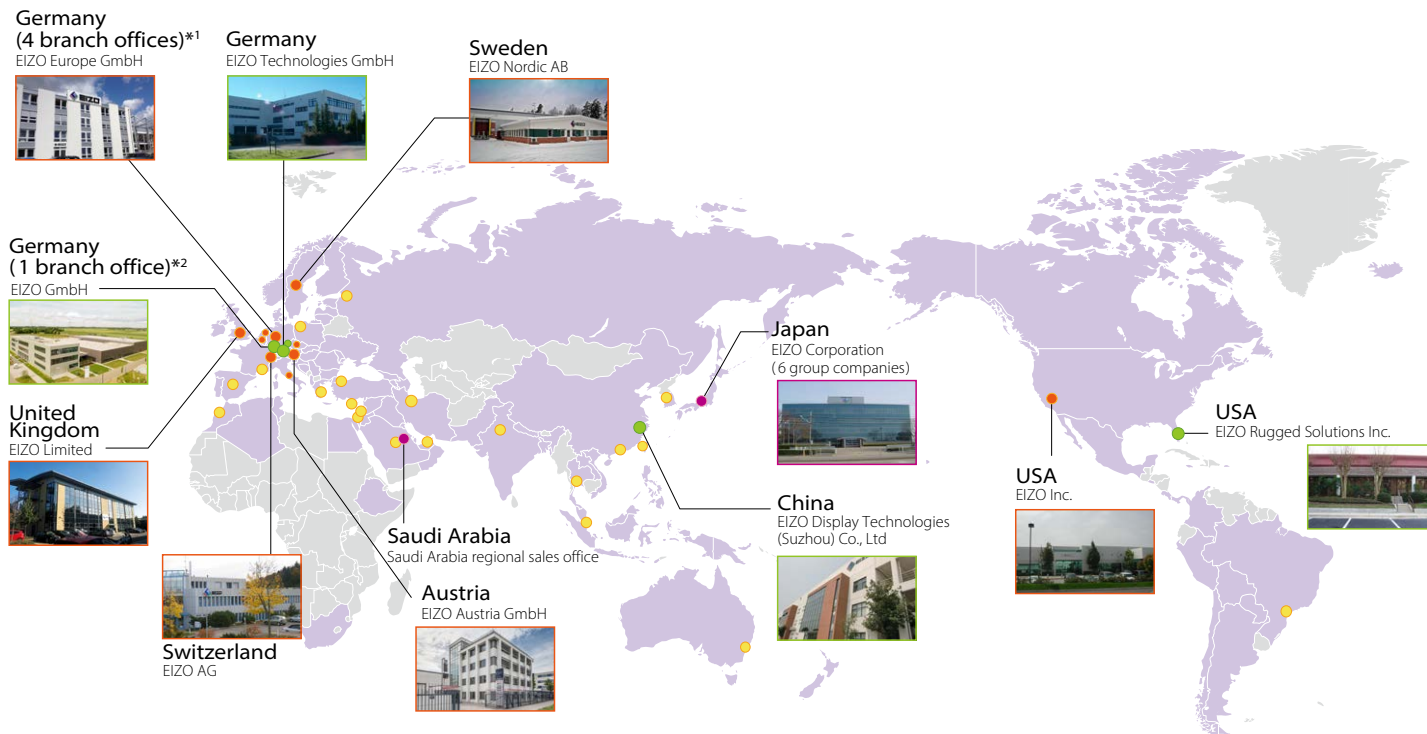 Germany
(4 branch offices)*1
EIZO Europe GmbH
EIZO
Germany
EIZO Technologies GmbH
Sweden
EIZO Nordic AB
Germany
(1 branch office)*2
EIZO GmbH
United
Kingdom
EIZO Limited
Switzerland
EIZO AG
Saudi Arabia
Saudi Arabia regional sales office
Austria
EIZO Austria GmbH
Japan
EIZO Corporation
(6 group companies)
China
EIZO Display Technologies
(Suzhou) Co., Ltd
USA
EIZO Inc.
USA
EIZO Rugged Solutions Inc.